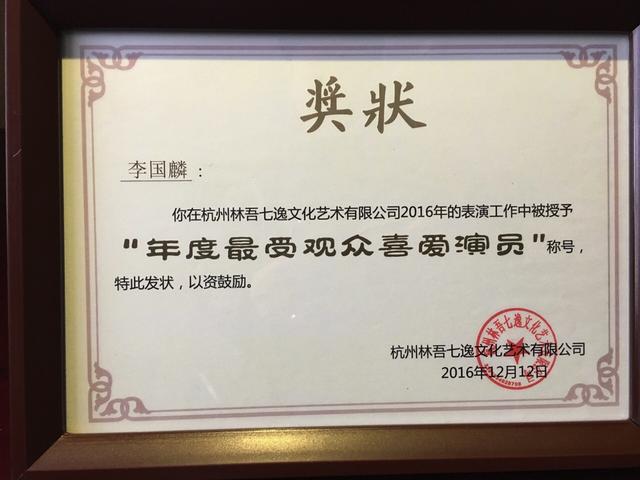 奖状
李国麟：
你在杭州林吾七逸文化艺术有限公司2016年的表演工作中被授予
“年度最受观众喜爱演员”称号，
特此发状，以资鼓励。
杭州林吾七逸文化艺术有限公司
2016年12月12日